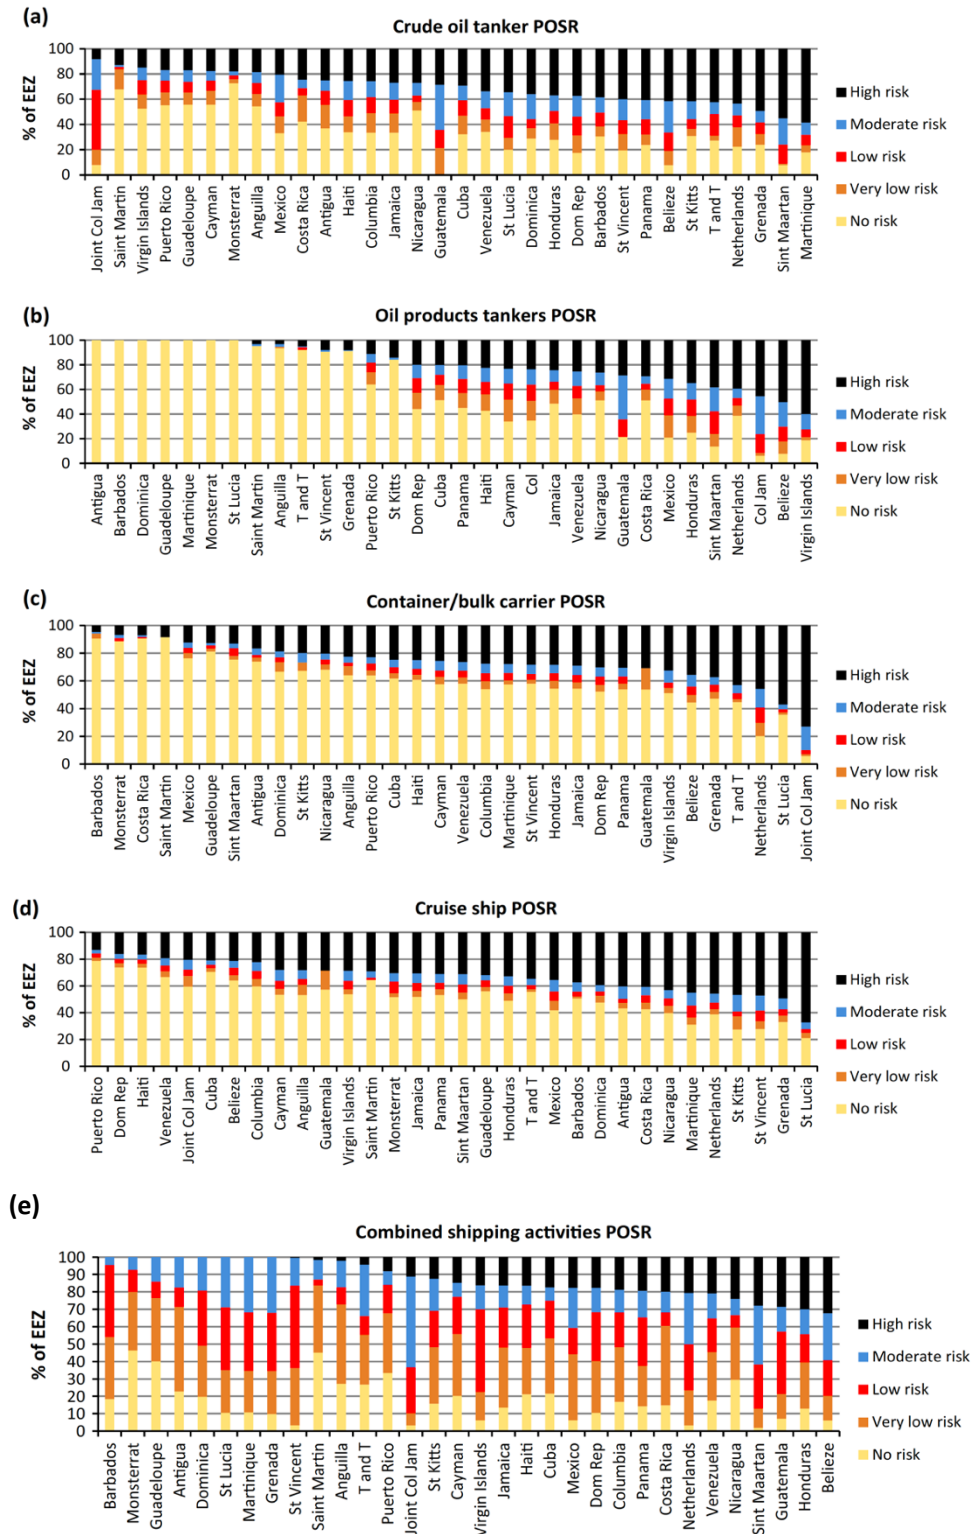 (a)
Crude oil tanker POSR
% of EEZ
100
80
60
40
20
0
High risk
Moderate risk
Low risk
Very low risk
No risk
Joint Col Jam
Saint Martin
Virgin Islands
Puerto Rico
Guadeloupe
Cayman
Monsterrat
Anguilla
Mexico
Costa Rica
Antigua
Haiti
Columbia
Jamaica
Nicaragua
Guatemala
Cuba
Venezuela
St Lucia
Dominica
Honduras
Dom Rep
Barbados
St Vincent
Panama
Belieze
St Kitts
T and T
Netherlands
Grenada
Sint Maartan
Martinique
(b)
Oil products tankers POSR
% of EEZ
100
80
60
40
20
0
High risk
Moderate risk
Low risk
Very low risk
No risk
Antigua
Barbados
Dominica
Guadeloupe
Martinique
Monsterrat
St Lucia
Saint Martin
Anguilla
T and T
St Vincent
Grenada
Puerto Rico
St Kitts
Dom Rep
Cuba
Panama
Haiti
Cayman
Col
Jamaica
Venezuela
Nicaragua
Guatemala
Costa Rica
Mexico
Honduras
Sint Maartan
Netherlands
Col Jam
Belieze
Virgin Islands
(c)
Container/bulk carrier POSR
% of EEZ
100
80
60
40
20
0
High risk
Moderate risk
Low risk
Very low risk
No risk
Barbados
Monsterrat
Costa Rica
Saint Martin
Mexico
Guadeloupe
Sint Martan
Antigua
Dominica
St Kitts
Nicaragua
Anguilla
Puerto Rico
Cuba
Haiti
Cayman
Venezuela
Columbia
Martinique
St Vincent
Honduras
Jamaica
Dom Rep
Panama
Guatemala
Virgin Islands
Belieze
Grenada
T and T
Netherlands
St Lucia
Joint Col Jam
(d)
Cruise ship POSR
% of EEZ
100
80
60
40
20
0
High risk
Moderate risk
Low risk
Very low risk
No risk
Puerto Rico
Dom Rep
Haiti
Venezuela
Joint Col Jam
Cuba
Belieze
Columbia
Cayman
Anguilla
Guatemala
Virgin Islands
Saint Martin
Monsterrat
Jamaica
Panama
Sint Maartan
Guadeloupe
Honduras
T and T
Mexico
Barbados
Dominica
Antigua
Costa Rica
Nicaragua
Martinique
Netherlands
St Kitts
St Vincent
Grenada
St Lucia
(e)
Combined shipping activities POSR
% of EEZ
100
90
80
70
60
50
40
30
20
10
0
High risk
Moderate risk
Low risk
Very low risk
No risk
Barbados
Monsterrat
Guadeloupe
Antigua
Dominica
St Lucia
Martinique
Grenada
St Vincent
Saint Martin
Anguilla
T and T
Puerto Rico
Joint Col Jam
St Kitts
Cayman
Virgin Islands
Jamaica
Haiti
Cuba
Mexico
Dom Rep
Columbia
Panama
Costa Rica
Netherlands
Venezuela
Nicaragua
Sint Maartan
Guatemala
Honduras
Belieze